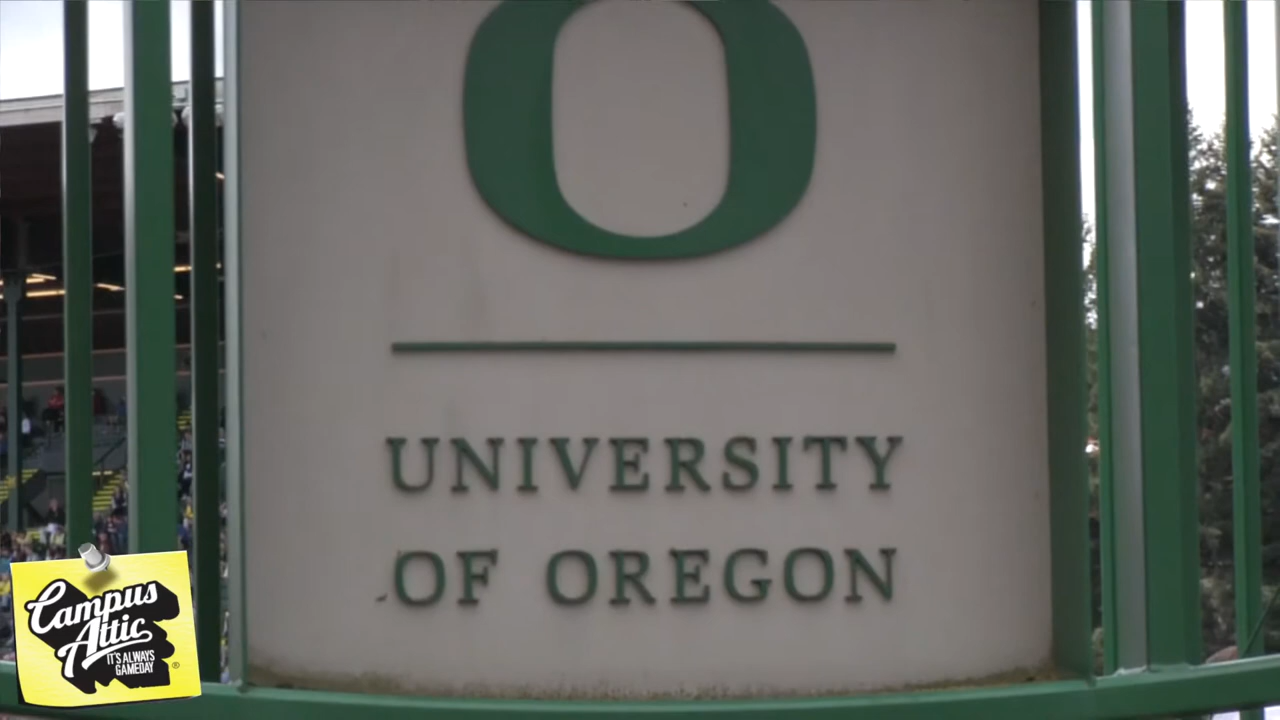 O
UNIVERSITY
OF OREGON
Campus
Attic
IT'S ALWAYS
GAMEDAY
®